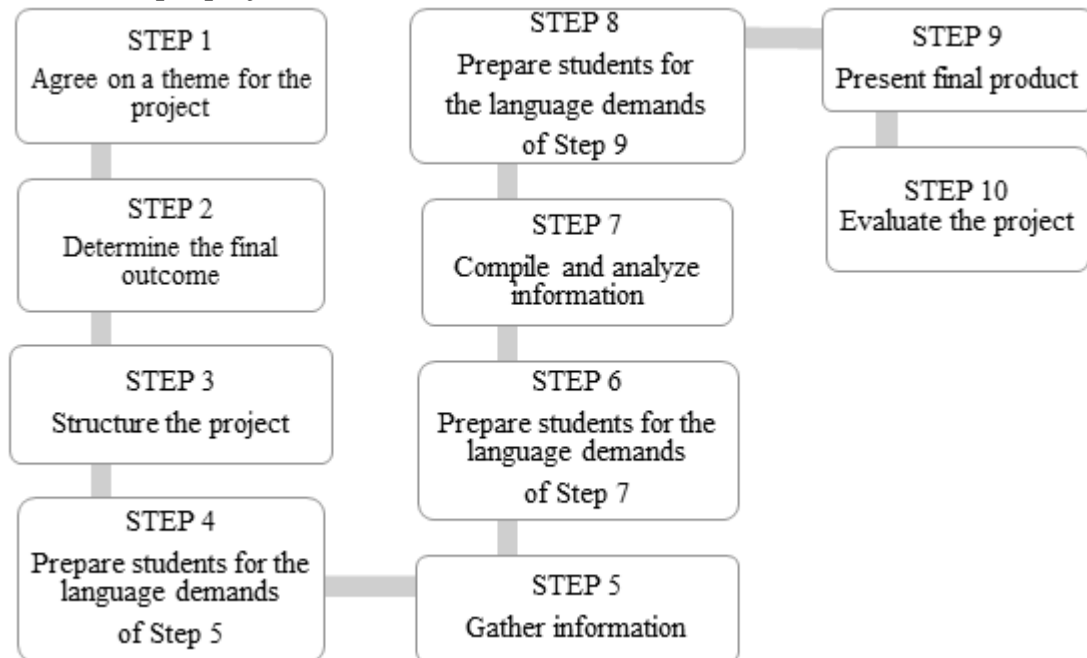 STEP 1
Agree on a theme for the
project
STEP 2
Determine the final
outcome
STEP 3
Structure the project
STEP 4
Prepare students for the
language demands
of Step 5
STEP 5
Gather information
STEP 6
Prepare students for the
language demands
of Step 7
STEP 7
Compile and analyze
information
STEP 8
Prepare students for
the language demands
of Step 9
STEP 9
Present final product
STEP 10
Evaluate the project